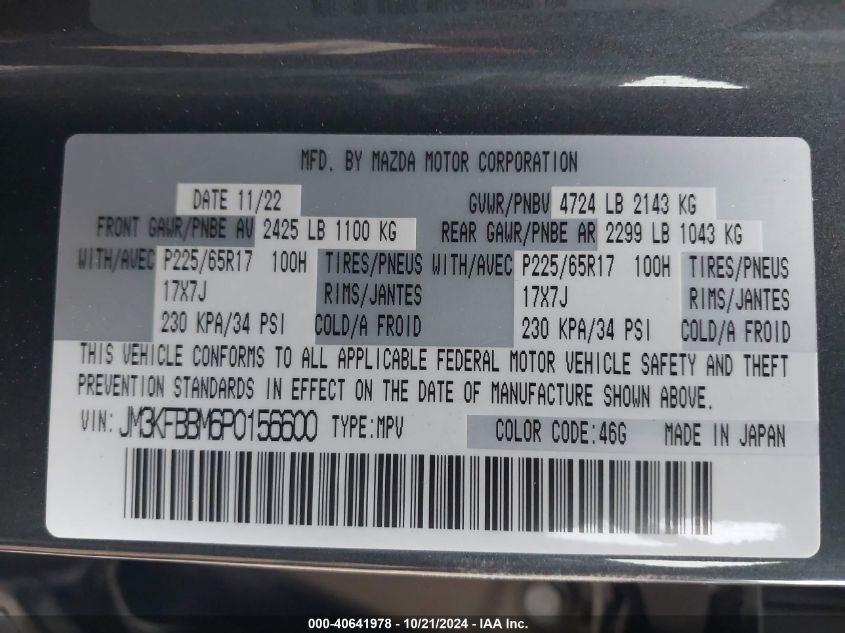 MFD. BY MAZDA MOTOR CORPORATION
DATE 11/22 GVWR/PNBV 4724 LB 2143 KG
FRONT GAWR/PNBE AV 2425 LB 1100 KG REAR GAWR/PNBE AR 2299 LB 1043 KG
WITH/AVEC P225/65R17 100H TIRES/PNEUS WITH/AVEC P225/65R17 100H TIRES/PNEUS
17X7J RIMS/JANTES 17X7J RIMS/JANTES
230 KPA/34 PSI COLD/A FROID 230 KPA/34 PSI COLD/A FROID
THIS VEHICLE CONFORMS TO ALL APPLICABLE FEDERAL MOTOR VEHICLE SAFETY AND THEFT
PREVENTION STANDARDS IN EFFECT ON THE DATE OF MANUFACTURE SHOWN ABOVE.
VIN: JM3KFBBM6P0156600 TYPE:MPV COLOR CODE:46G MADE IN JAPAN
000-40641978 - 10/21/2024 - IAA Inc.